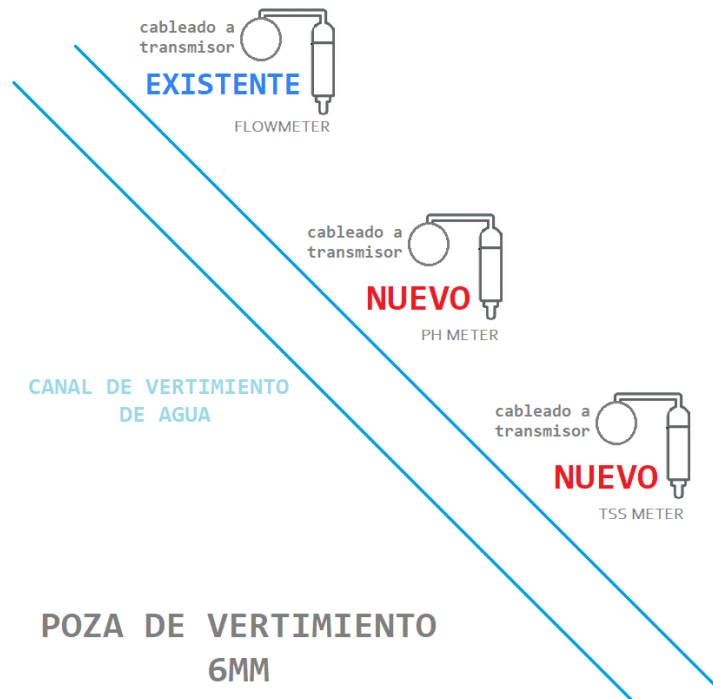 cableado a
transmisor
EXISTENTE
FLOWMETER
cableado a
transmisor
NUEVO
PH METER
CANAL DE VERTIMIENTO
DE AGUA
cableado a
transmisor
NUEVO
TSS METER
POZA DE VERTIMIENTO
6MM